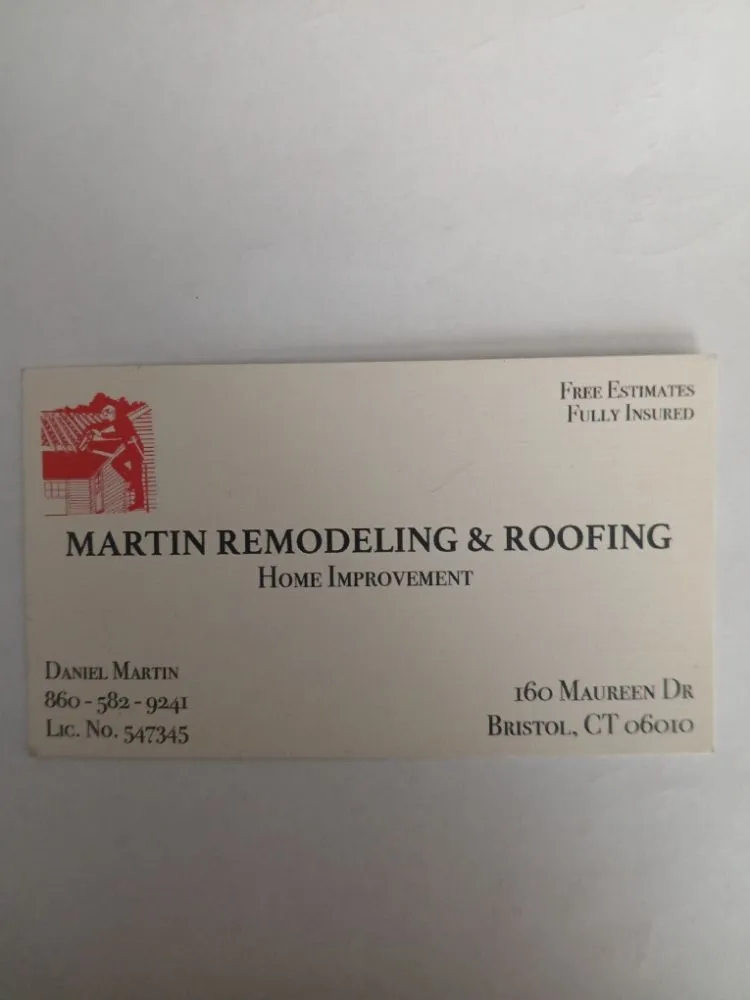 Free Estimates
Fully Insured
MARTIN REMODELING & ROOFING
Home Improvement
Daniel Martin
860 - 582 - 9241
Lic. No. 547345
160 Maureen Dr
Bristol, CT 06010